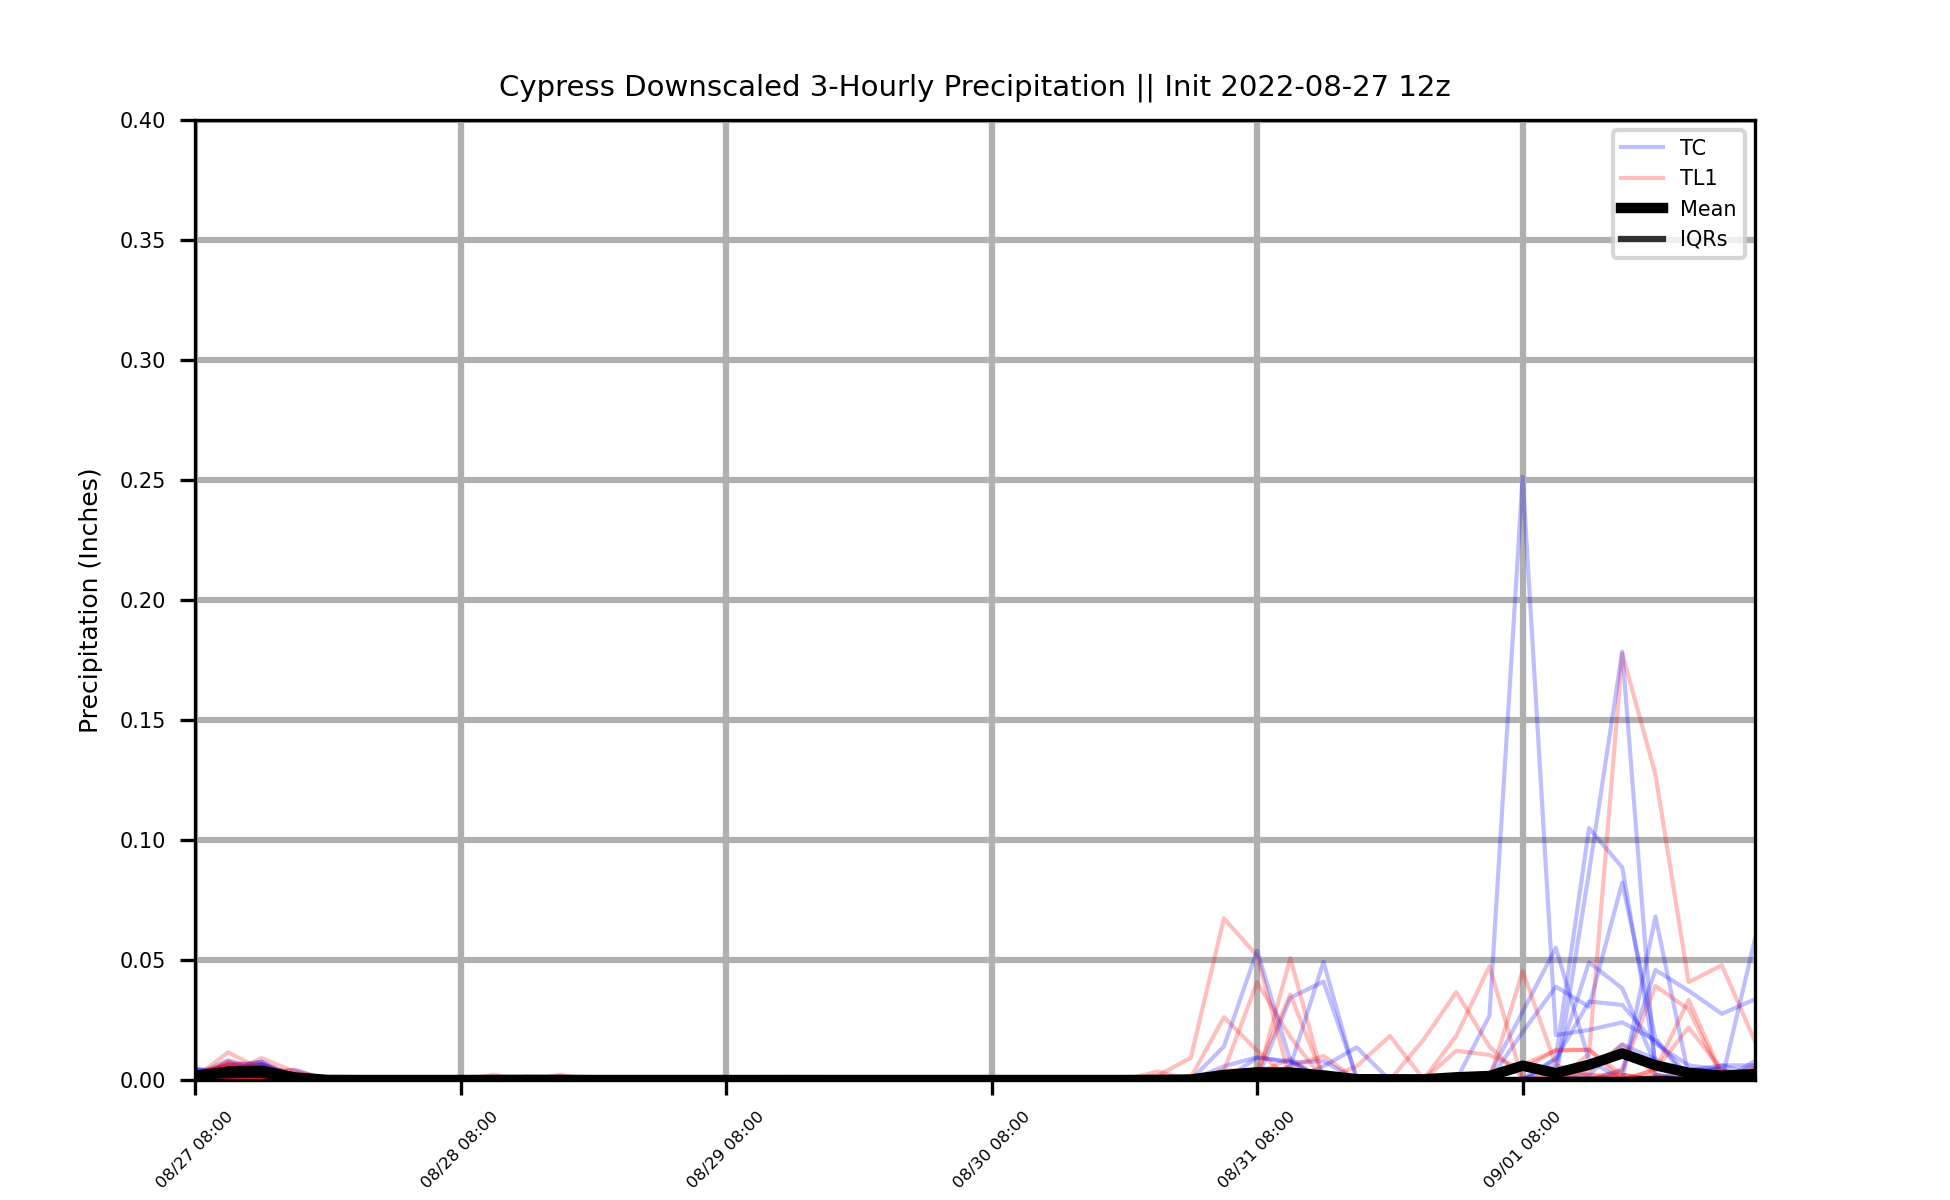 Cypress Downscaled 3-Hourly Precipitation || Init 2022-08-27 12z
0.40
0.35
0.30
0.25
0.20
0.15
0.10
0.05
0.00
Precipitation (Inches)
TC
TL1
Mean
IQRs
08/27 08:00
08/28 08:00
08/29 08:00
08/30 08:00
08/31 08:00
09/01 08:00